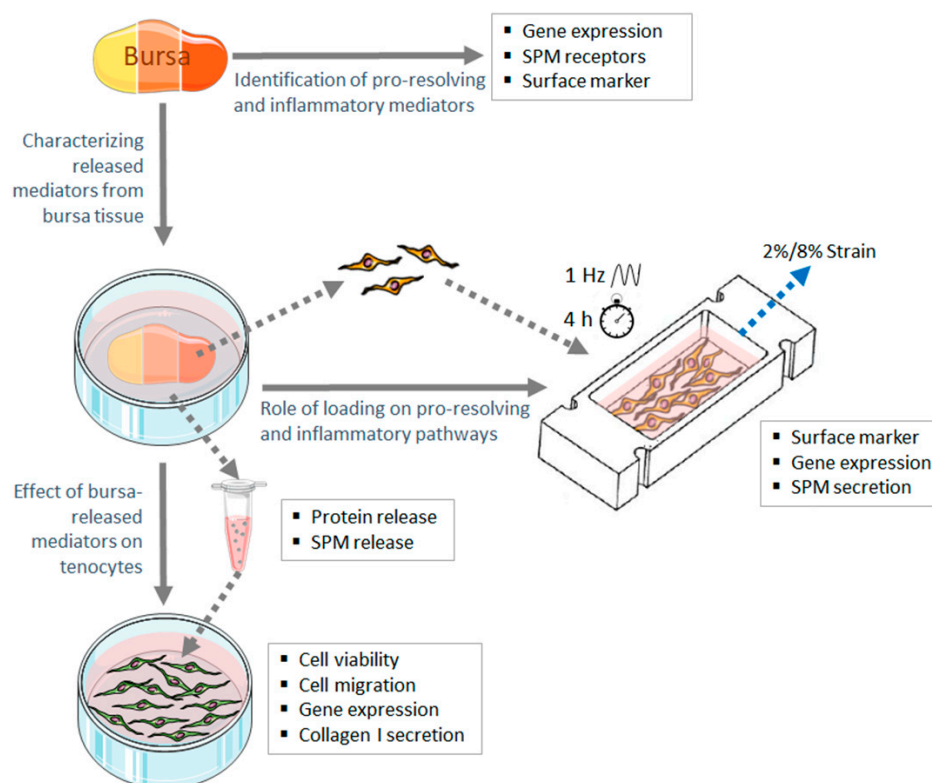 Bursa
Identification of pro-resolving
and inflammatory mediators
▪ Gene expression
▪ SPM receptors
▪ Surface marker
Characterizing
released
mediators from
bursa tissue
1 Hz
4 h
2%/8% Strain
Role of loading on pro-resolving
and inflammatory pathways
▪ Surface marker
▪ Gene expression
▪ SPM secretion
Effect of bursa-
released
mediators on
tenocytes
▪ Protein release
▪ SPM release
▪ Cell viability
▪ Cell migration
▪ Gene expression
▪ Collagen I secretion